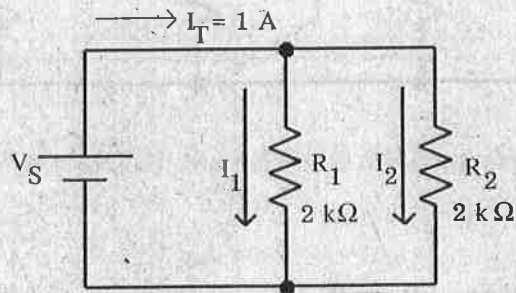 I_T = 1 A
V_S
I_1
R_1
2 kΩ
I_2
R_2
2 kΩ